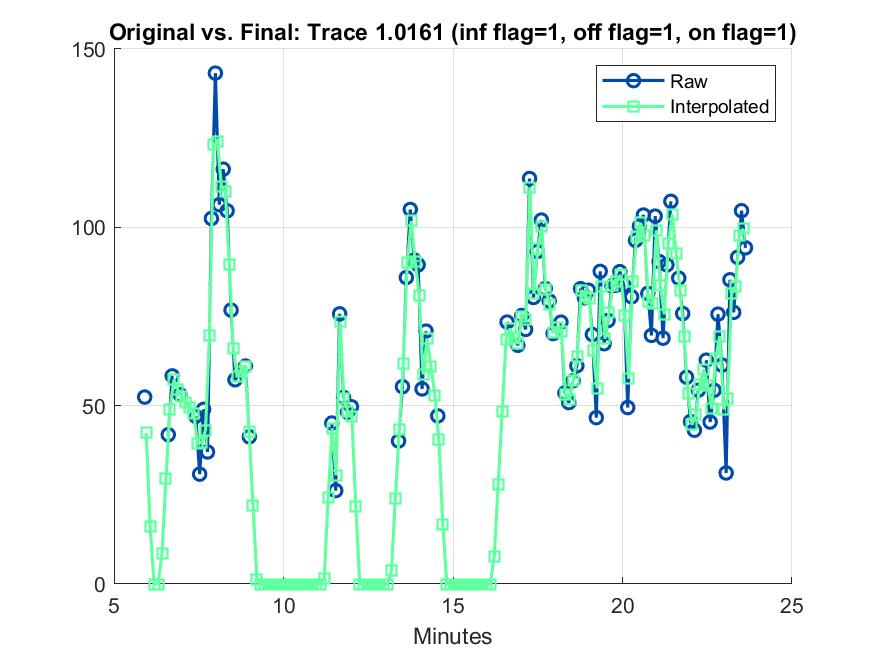 Original vs. Final: Trace 1.0161 (inf flag=1, off flag=1, on flag=1)
150
Raw
Interpolated
100
50
0
5
10
15
20
25
Minutes